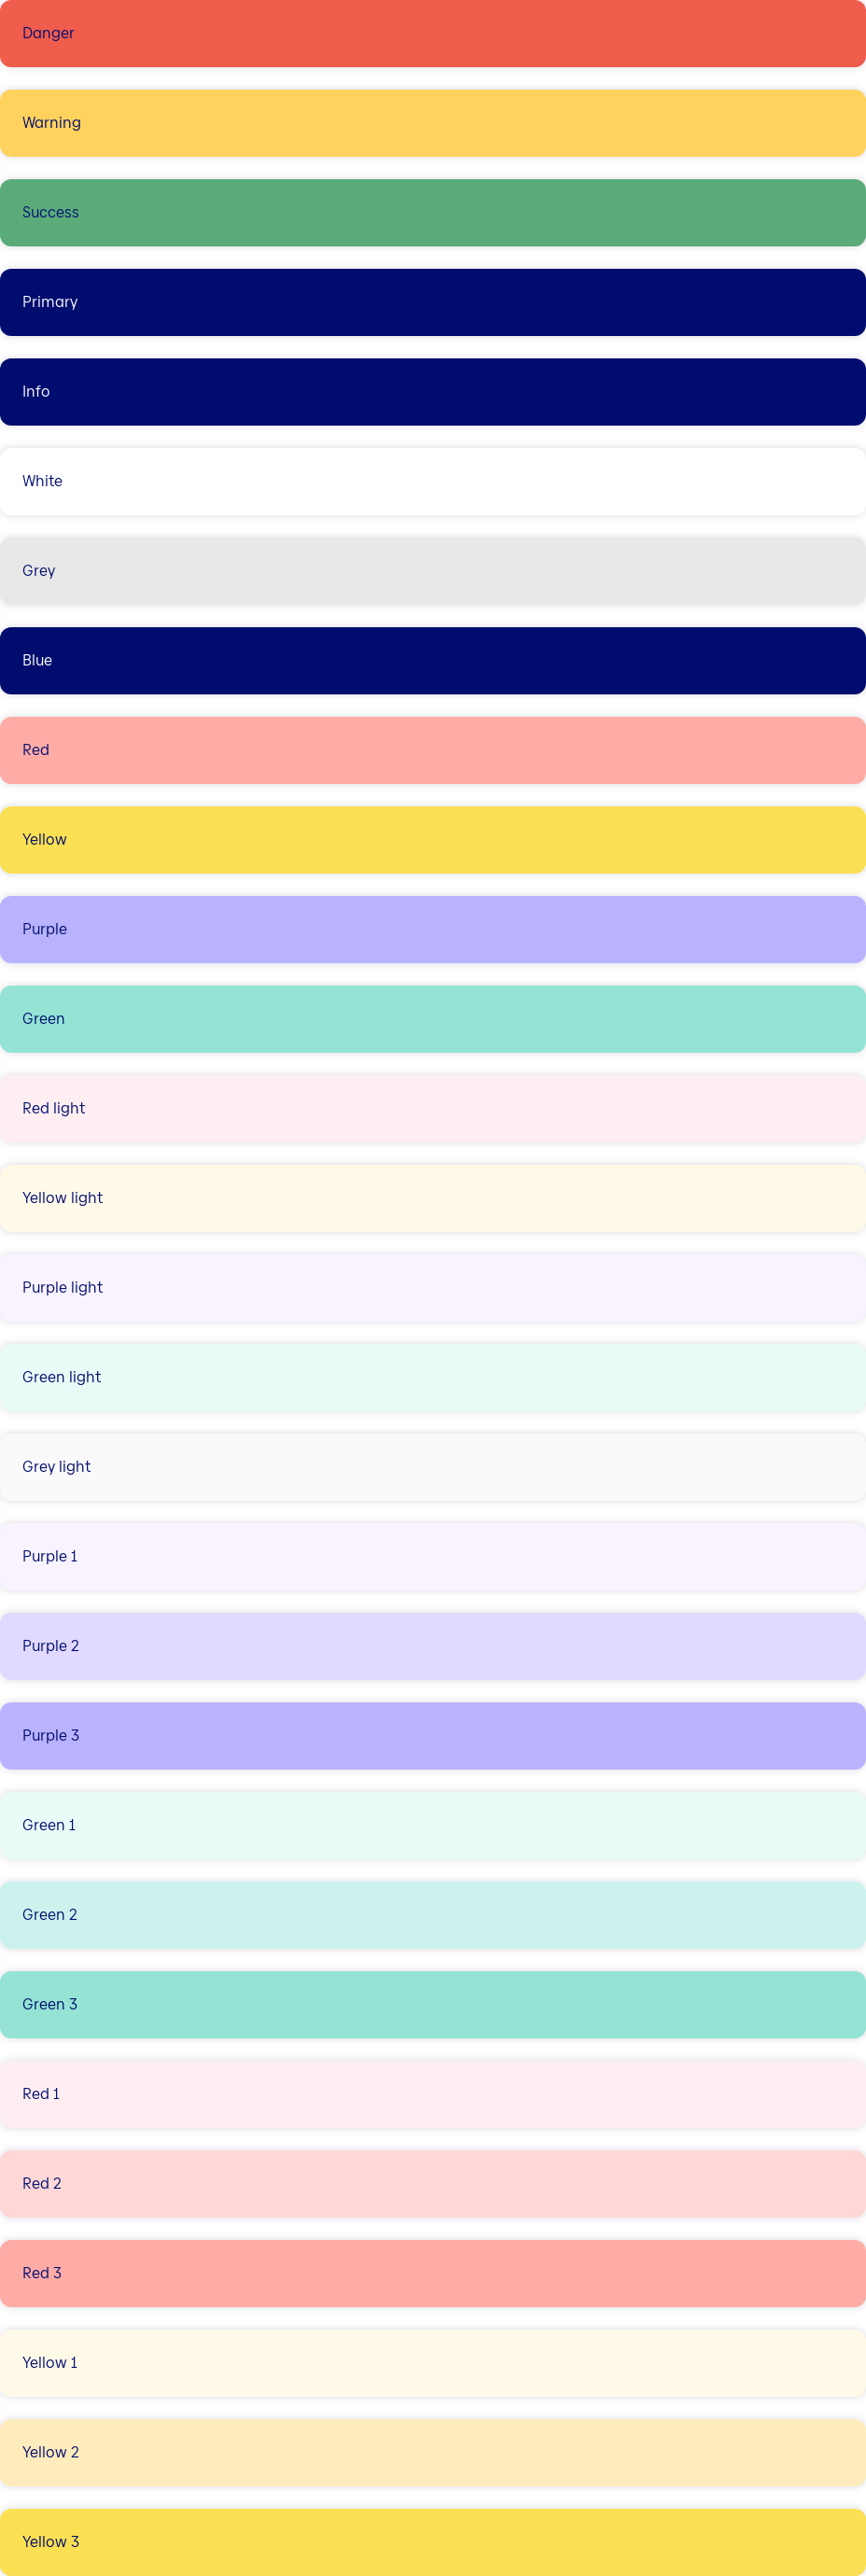 Danger
Warning
Success
Primary
Info
White
Grey
Blue
Red
Yellow
Purple
Green
Red light
Yellow light
Purple light
Green light
Grey light
Purple 1
Purple 2
Purple 3
Green 1
Green 2
Green 3
Red 1
Red 2
Red 3
Yellow 1
Yellow 2
Yellow 3